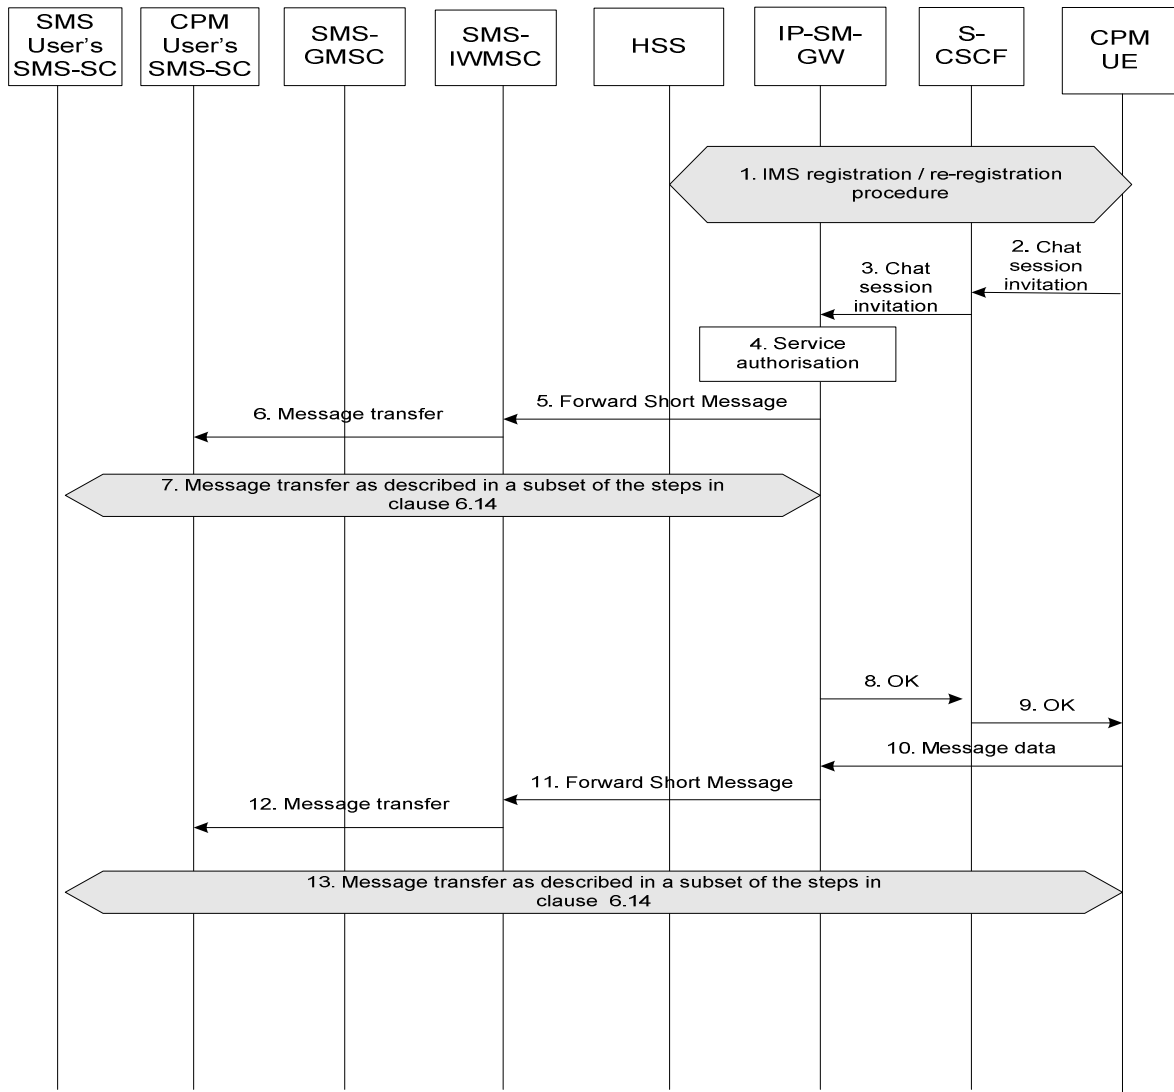 SMS
User's
SMS-SC
CPM
User's
SMS-SC
SMS-
GMSC
SMS-
IWMSC
HSS
IP-SM-
GW
S-
CSCF
CPM
UE
1. IMS registration / re-registration
procedure
2. Chat
session
invitation
3. Chat
session
invitation
4. Service
authorisation
5. Forward Short Message
6. Message transfer
7. Message transfer as described in a subset of the steps in
clause 6.14
8. OK
9. OK
10. Message data
11. Forward Short Message
12. Message transfer
13. Message transfer as described in a subset of the steps in
clause 6.14